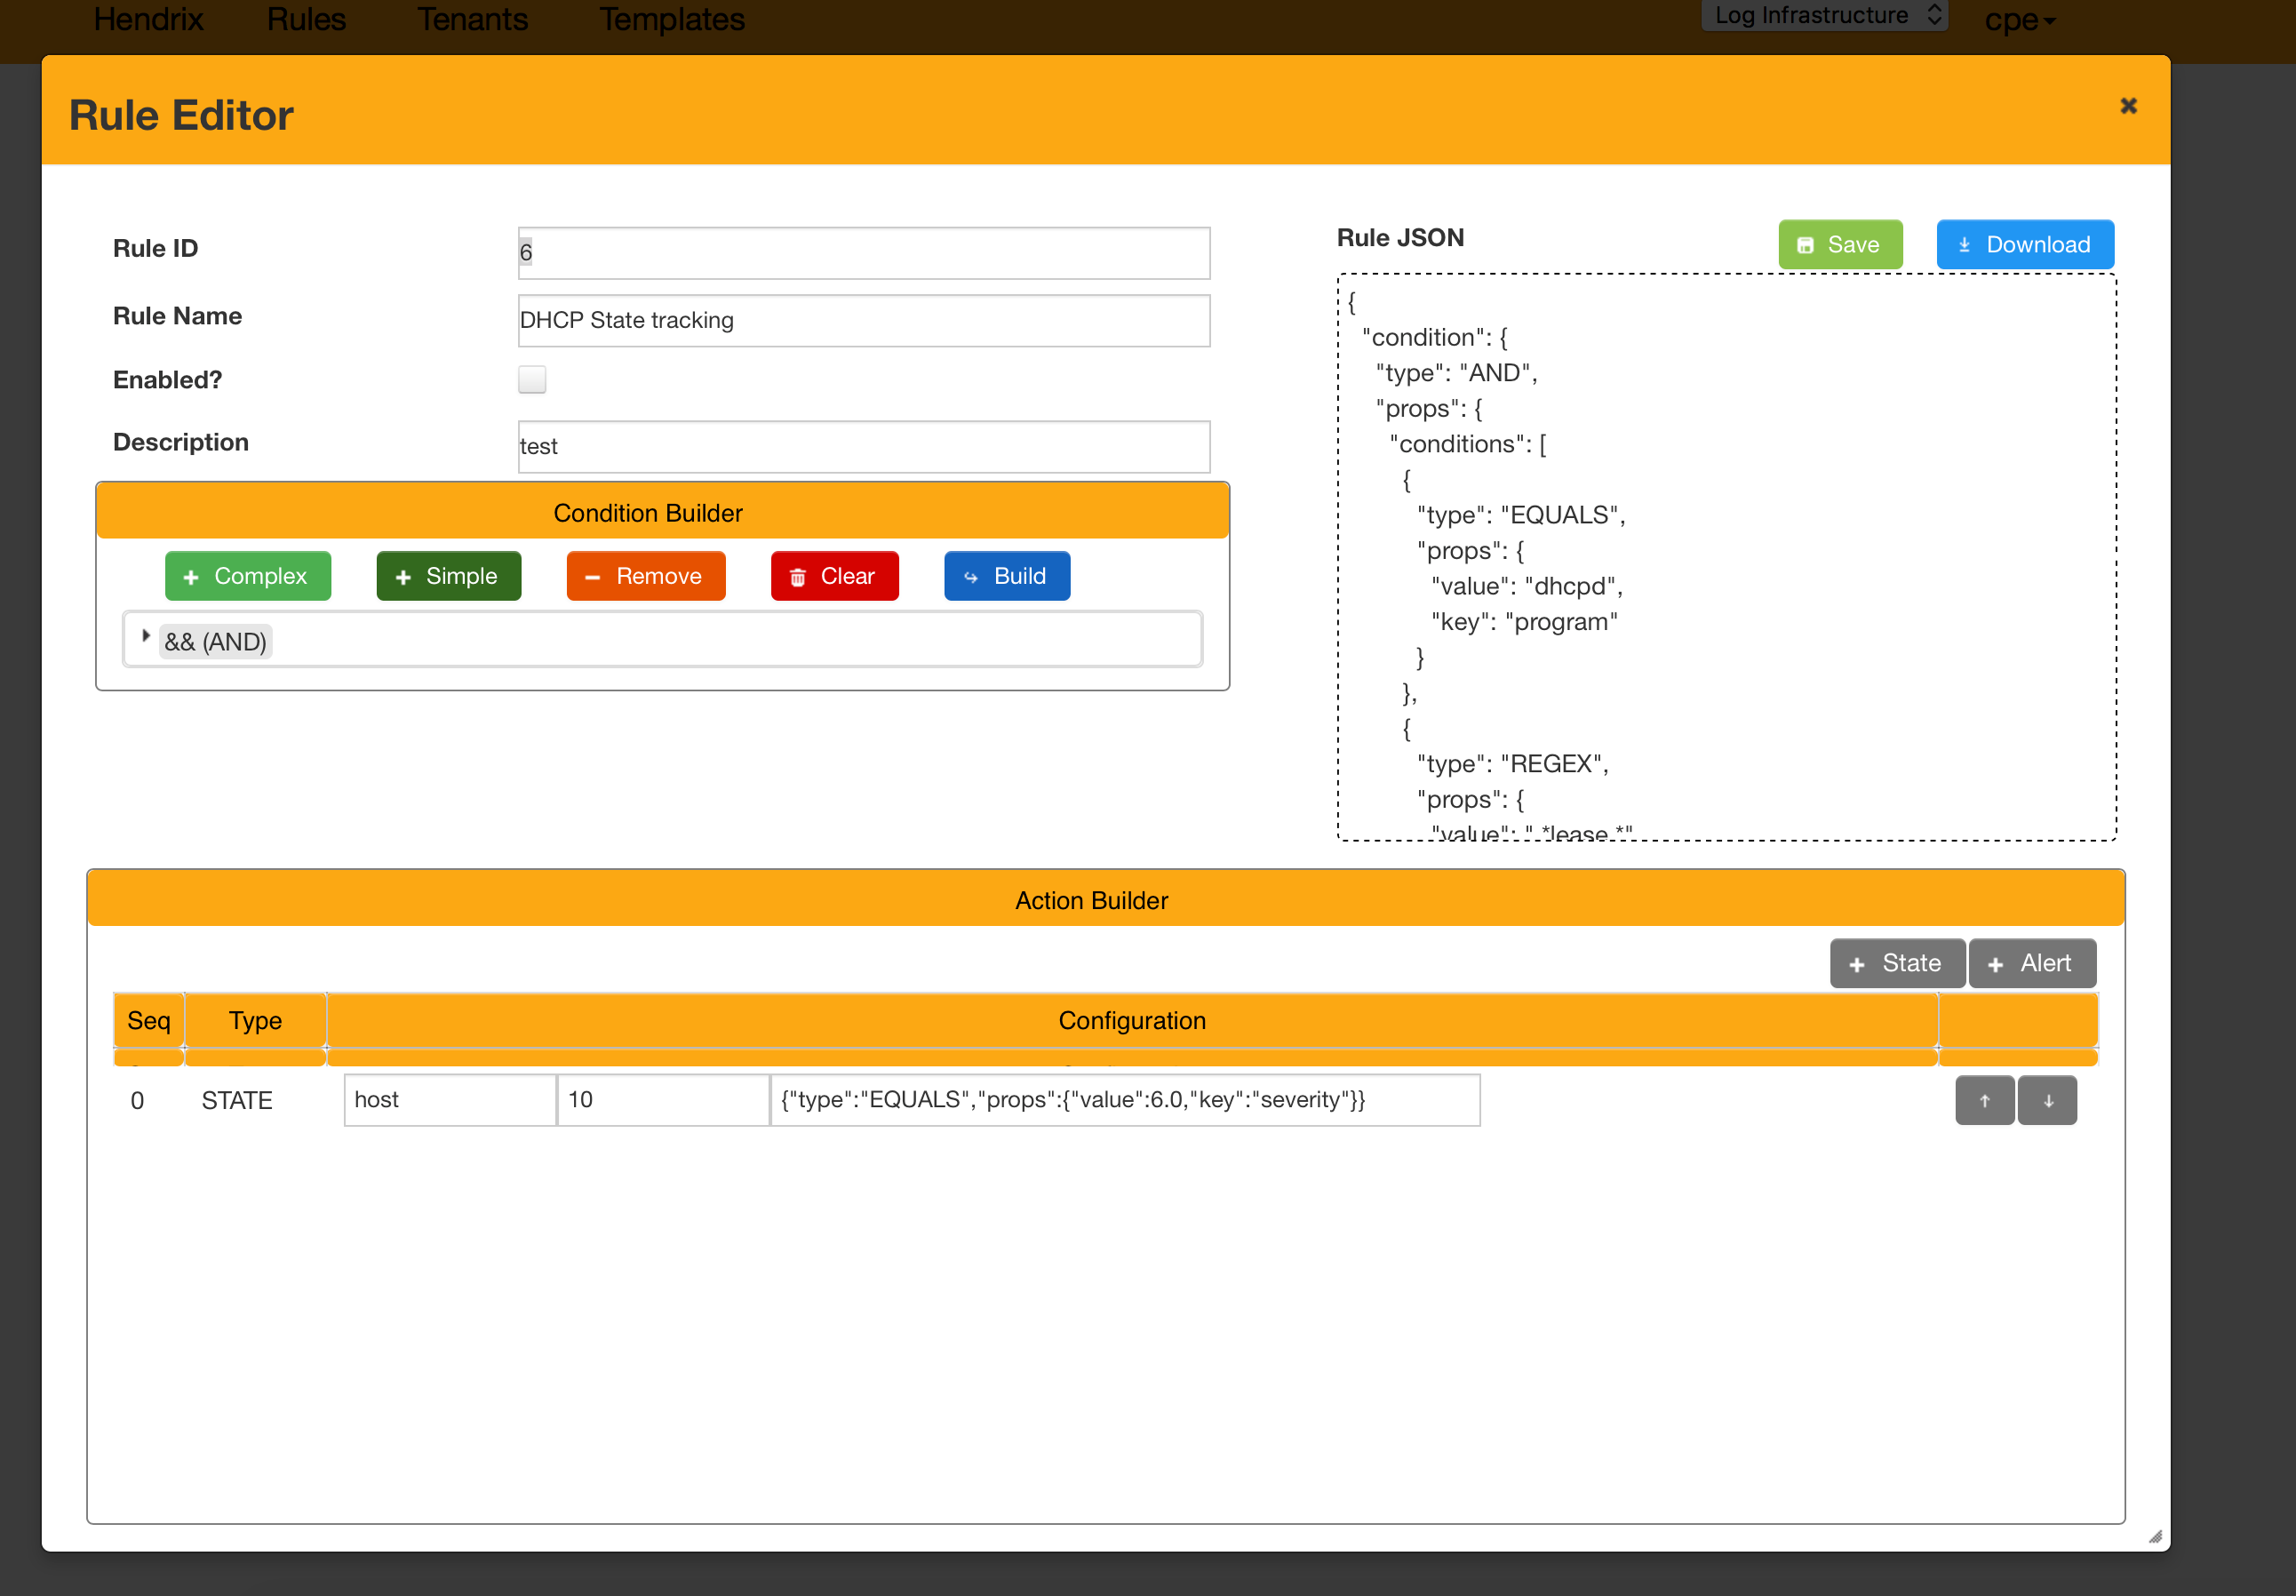 Hendrix Rules Tenants Templates Log Infrastructure cpe
Rule Editor
Rule ID 6
Rule Name DHCP State tracking
Enabled?
Description test
Condition Builder
Complex Simple Remove Clear Build
&& (AND)
Rule JSON Save Download
{
"condition": {
"type": "AND",
"props": {
"conditions": [
{
"type": "EQUALS",
"props": {
"value": "dhcpd",
"key": "program"
}
},
{
"type": "REGEX",
"props": {
"value": ".*lease.*"
Action Builder
State Alert
Seq Type Configuration
0 STATE host 10 {"type":"EQUALS","props":{"value":6.0,"key":"severity"}}